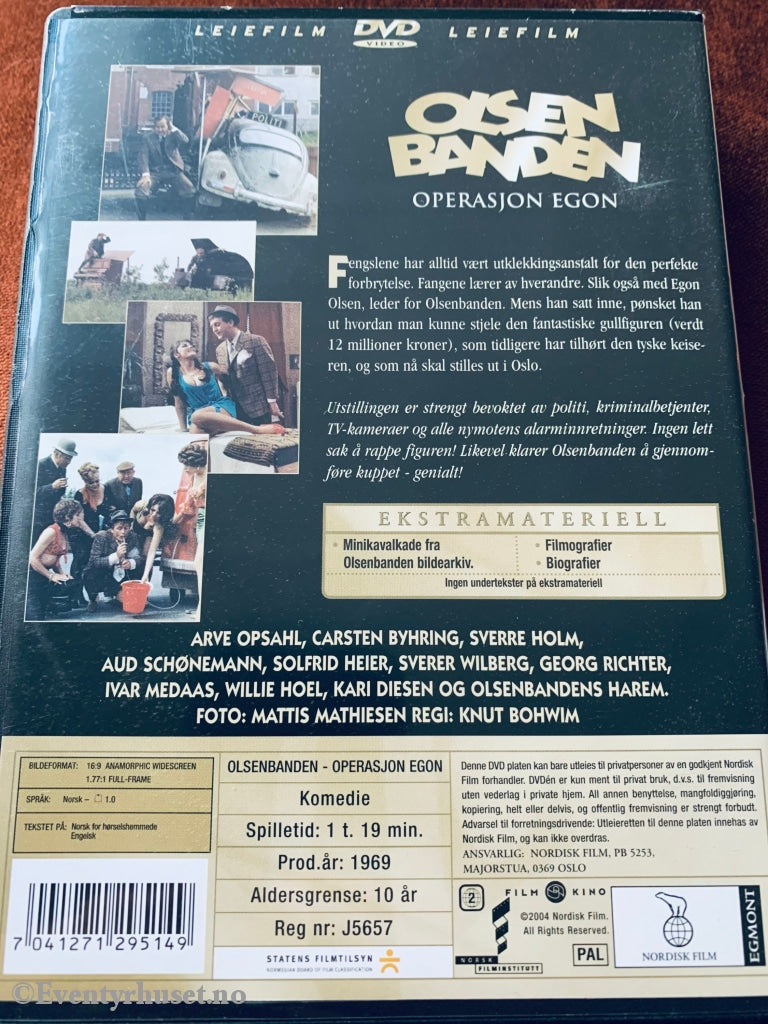 LEIEFILM DVD VIDEO LEIEFILM
POLITI
OLSEN
BANDEN
OPERASJON EGON
Fengslene har alltid vært utklekkingsanstalt for den perfekte
forbrytelse. Fangene lærer av hverandre. Slik også med Egon
Olsen, leder for Olsenbanden. Mens han satt inne, pønsket han
ut hvordan man kunne stjele den fantastiske gullfiguren (verdt
12 millioner kroner), som tidligere har tilhørt den tyske keise-
ren, og som nå skal stilles ut i Oslo.
Utstillingen er strengt bevoktet av politi, kriminalbetjenter,
TV-kameraer og alle nymotens alarminnretninger. Ingen lett
sak å rappe figuren! Likevel klarer Olsenbanden å gjennom-
føre kuppet - genialt!
EKSTRAMATERIELL
• Minikavalkade fra
Olsenbanden bildearkiv.
• Filmografier
• Biografier
Ingen undertekster på ekstramateriell
ARVE OPSAHL, CARSTEN BYHRING, SVERRE HOLM,
AUD SCHØNEMANN, SOLFRID HEIER, SVERER WILBERG, GEORG RICHTER,
IVAR MEDAAS, WILLIE HOEL, KARI DIESEN OG OLSENBANDENS HAREM.
FOTO: MATTIS MATHIESEN REGI: KNUT BOHWIM
BILDEFORMAT: 16:9 ANAMORPHIC WIDESCREEN
1.77:1 FULL-FRAME
SPRÅK: Norsk – 1.0
TEKSTET PÅ: Norsk for hørselshemmede
Engelsk
7 041271 295149
OLSENBANDEN - OPERASJON EGON
Komedie
Spilletid: 1 t. 19 min.
Prod.år: 1969
Aldersgrense: 10 år
Reg nr: J5657
STATENS FILMTILSYN
NORWEGIAN BOARD OF FILM CLASSIFICATION
Denne DVD platen kan bare utleies til privatpersoner av en godkjent Nordisk
Film forhandler. DVDén er kun ment til privat bruk, d.v.s. til fremvisning
uten vederlag i private hjem. All annen benyttelse, mangfoldiggjøring,
kopiering, helt eller delvis, og offentlig fremvisning er strengt forbudt.
Advarsel til forretningsdrivende: Utleieretten til denne platen innehas av
Nordisk Film, og kan ikke overdras.
ANSVARLIG: NORDISK FILM, PB 5253,
MAJORSTUA, 0369 OSLO
2
FILM KINO
NORSK
FILMINSTITUTT
©2004 Nordisk Film.
All Rights Reserved.
PAL
NORDISK FILM
EGMONT
©Eventyrhuset.no